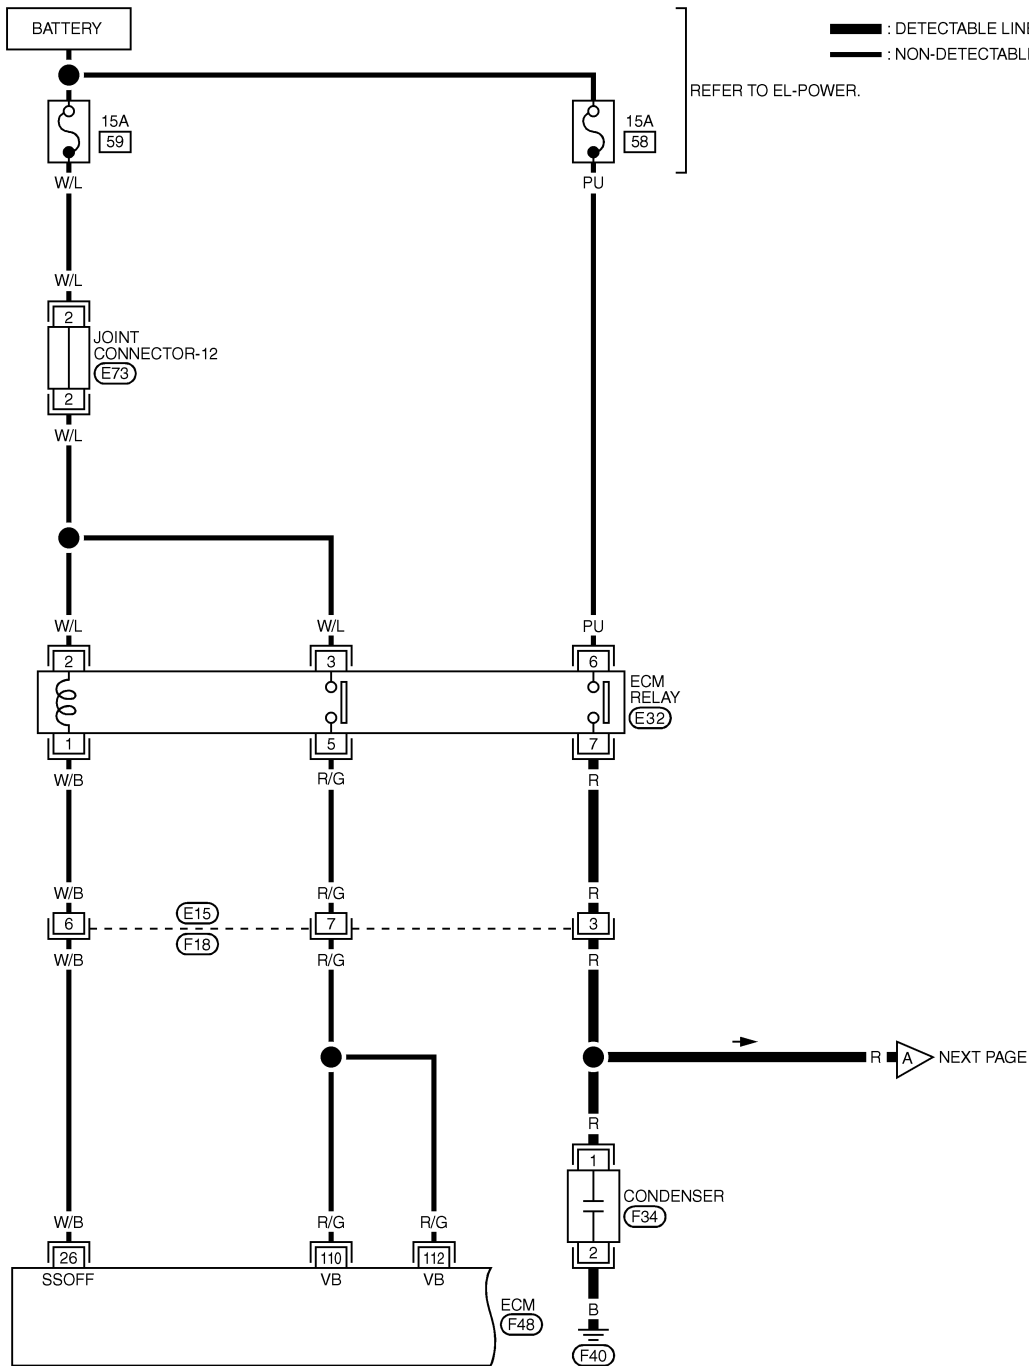 BATTERY
: DETECTABLE LINE
: NON-DETECTABLE
REFER TO EL-POWER.
15A
59
15A
58
W/L
PU
W/L
2
JOINT
CONNECTOR-12
E73
2
W/L
W/L
W/L
PU
2
3
6
ECM
RELAY
E32
1
5
7
W/B
R/G
R
W/B
R/G
R
6
E15
7
3
F18
W/B
R/G
R
R
A
NEXT PAGE
R
1
CONDENSER
F34
2
W/B
R/G
R/G
26
110
112
SSOFF
VB
VB
ECM
F48
B
F40